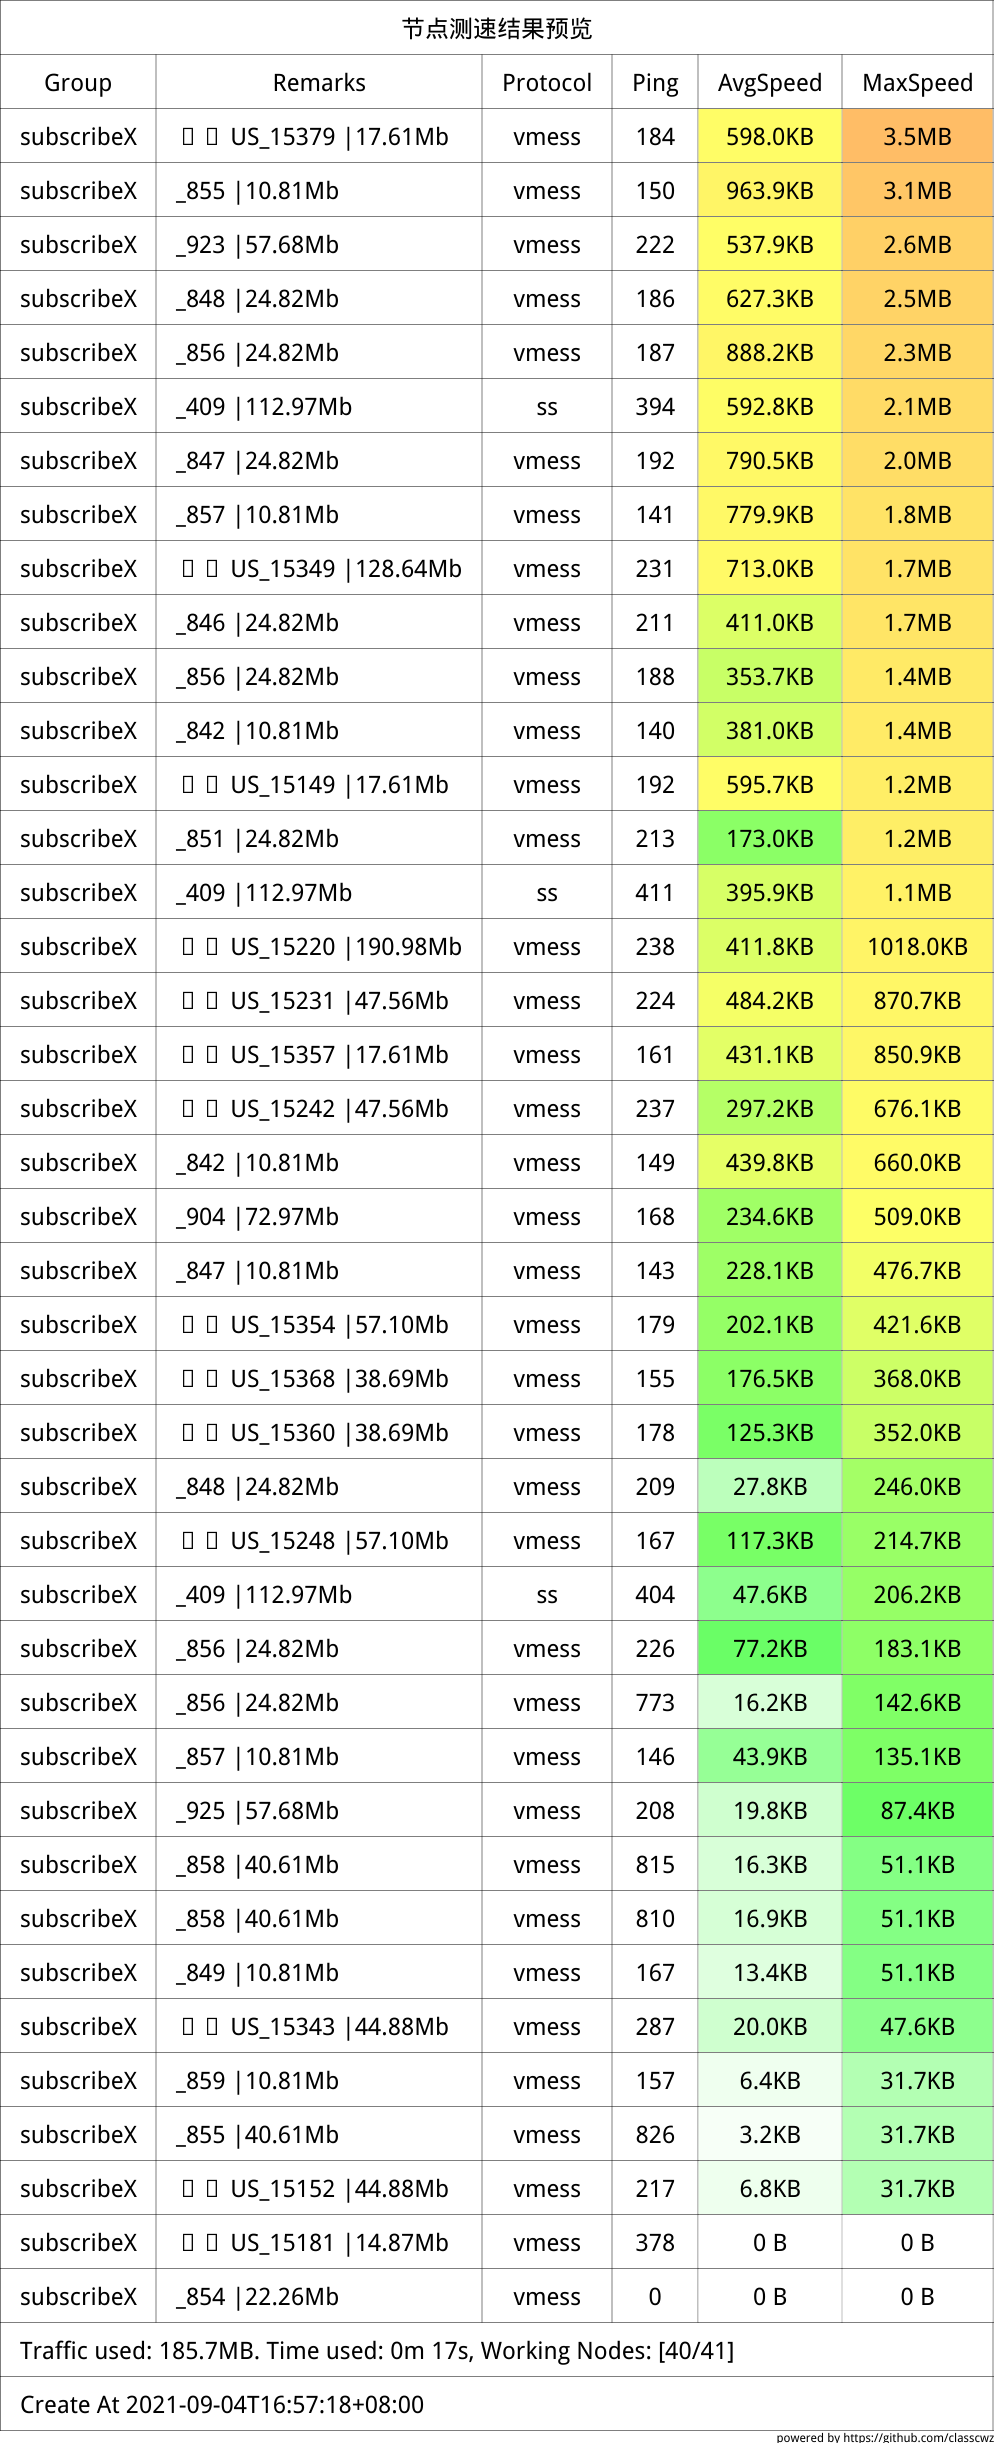 节点测速结果预览
Group Remarks Protocol Ping AvgSpeed MaxSpeed
subscribeX US_15379 |17.61Mb vmess 184 598.0KB 3.5MB
subscribeX _855 |10.81Mb vmess 150 963.9KB 3.1MB
subscribeX _923 |57.68Mb vmess 222 537.9KB 2.6MB
subscribeX _848 |24.82Mb vmess 186 627.3KB 2.5MB
subscribeX _856 |24.82Mb vmess 187 888.2KB 2.3MB
subscribeX _409 |112.97Mb ss 394 592.8KB 2.1MB
subscribeX _847 |24.82Mb vmess 192 790.5KB 2.0MB
subscribeX _857 |10.81Mb vmess 141 779.9KB 1.8MB
subscribeX US_15349 |128.64Mb vmess 231 713.0KB 1.7MB
subscribeX _846 |24.82Mb vmess 211 411.0KB 1.7MB
subscribeX _856 |24.82Mb vmess 188 353.7KB 1.4MB
subscribeX _842 |10.81Mb vmess 140 381.0KB 1.4MB
subscribeX US_15149 |17.61Mb vmess 192 595.7KB 1.2MB
subscribeX _851 |24.82Mb vmess 213 173.0KB 1.2MB
subscribeX _409 |112.97Mb ss 411 395.9KB 1.1MB
subscribeX US_15220 |190.98Mb vmess 238 411.8KB 1018.0KB
subscribeX US_15231 |47.56Mb vmess 224 484.2KB 870.7KB
subscribeX US_15357 |17.61Mb vmess 161 431.1KB 850.9KB
subscribeX US_15242 |47.56Mb vmess 237 297.2KB 676.1KB
subscribeX _842 |10.81Mb vmess 149 439.8KB 660.0KB
subscribeX _904 |72.97Mb vmess 168 234.6KB 509.0KB
subscribeX _847 |10.81Mb vmess 143 228.1KB 476.7KB
subscribeX US_15354 |57.10Mb vmess 179 202.1KB 421.6KB
subscribeX US_15368 |38.69Mb vmess 155 176.5KB 368.0KB
subscribeX US_15360 |38.69Mb vmess 178 125.3KB 352.0KB
subscribeX _848 |24.82Mb vmess 209 27.8KB 246.0KB
subscribeX US_15248 |57.10Mb vmess 167 117.3KB 214.7KB
subscribeX _409 |112.97Mb ss 404 47.6KB 206.2KB
subscribeX _856 |24.82Mb vmess 226 77.2KB 183.1KB
subscribeX _856 |24.82Mb vmess 773 16.2KB 142.6KB
subscribeX _857 |10.81Mb vmess 146 43.9KB 135.1KB
subscribeX _925 |57.68Mb vmess 208 19.8KB 87.4KB
subscribeX _858 |40.61Mb vmess 815 16.3KB 51.1KB
subscribeX _858 |40.61Mb vmess 810 16.9KB 51.1KB
subscribeX _849 |10.81Mb vmess 167 13.4KB 51.1KB
subscribeX US_15343 |44.88Mb vmess 287 20.0KB 47.6KB
subscribeX _859 |10.81Mb vmess 157 6.4KB 31.7KB
subscribeX _855 |40.61Mb vmess 826 3.2KB 31.7KB
subscribeX US_15152 |44.88Mb vmess 217 6.8KB 31.7KB
subscribeX US_15181 |14.87Mb vmess 378 0 B 0 B
subscribeX _854 |22.26Mb vmess 0 0 B 0 B
Traffic used: 185.7MB. Time used: 0m 17s, Working Nodes: [40/41]
Create At 2021-09-04T16:57:18+08:00
powered by https://github.com/classcwz